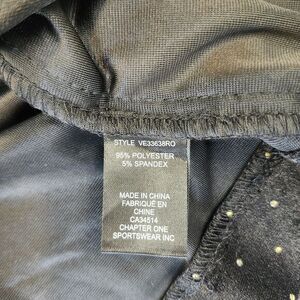 STYLE VE33638RO
95% POLYESTER
5% SPANDEX
MADE IN CHINA
FABRIQUÉ EN
CHINE
CA34514
CHAPTER ONE
SPORTSWEAR INC